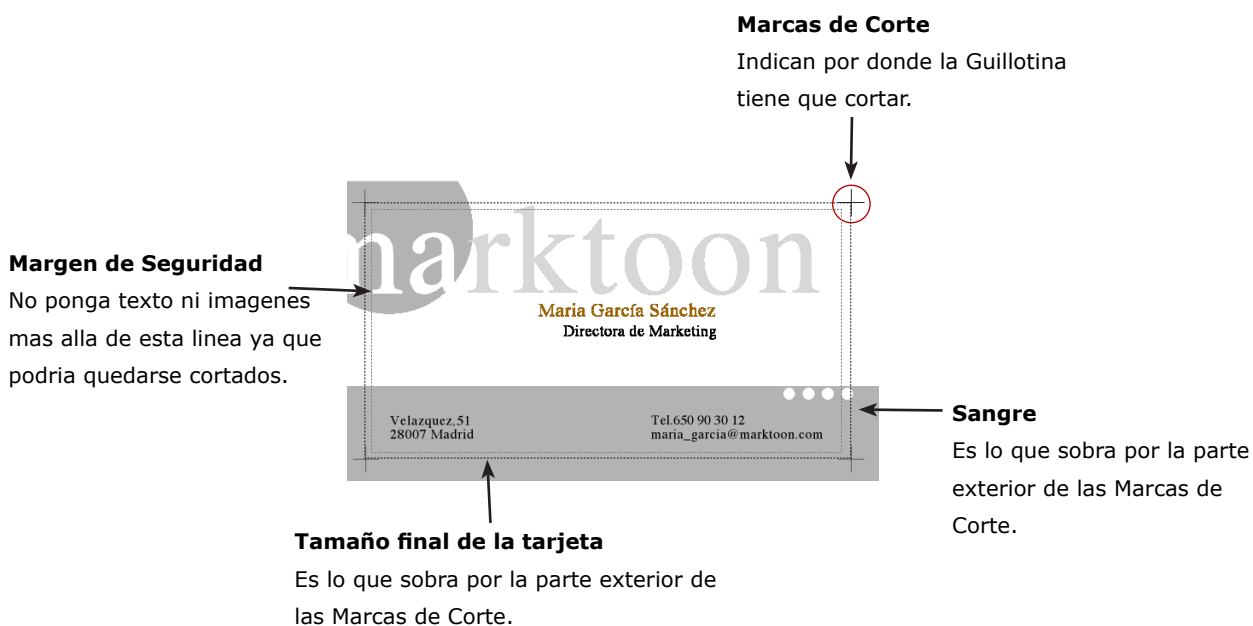 Marcas de Corte
Indican por donde la Guillotina
tiene que cortar.
Margen de Seguridad
No ponga texto ni imagenes
mas alla de esta linea ya que
podria quedarse cortados.
marktoon
Maria García Sánchez
Directora de Marketing
Velazquez,51
28007 Madrid
Tel.650 90 30 12
maria_garcia@marktoon.com
Sangre
Es lo que sobra por la parte
exterior de las Marcas de
Corte.
Tamaño final de la tarjeta
Es lo que sobra por la parte exterior de
las Marcas de Corte.